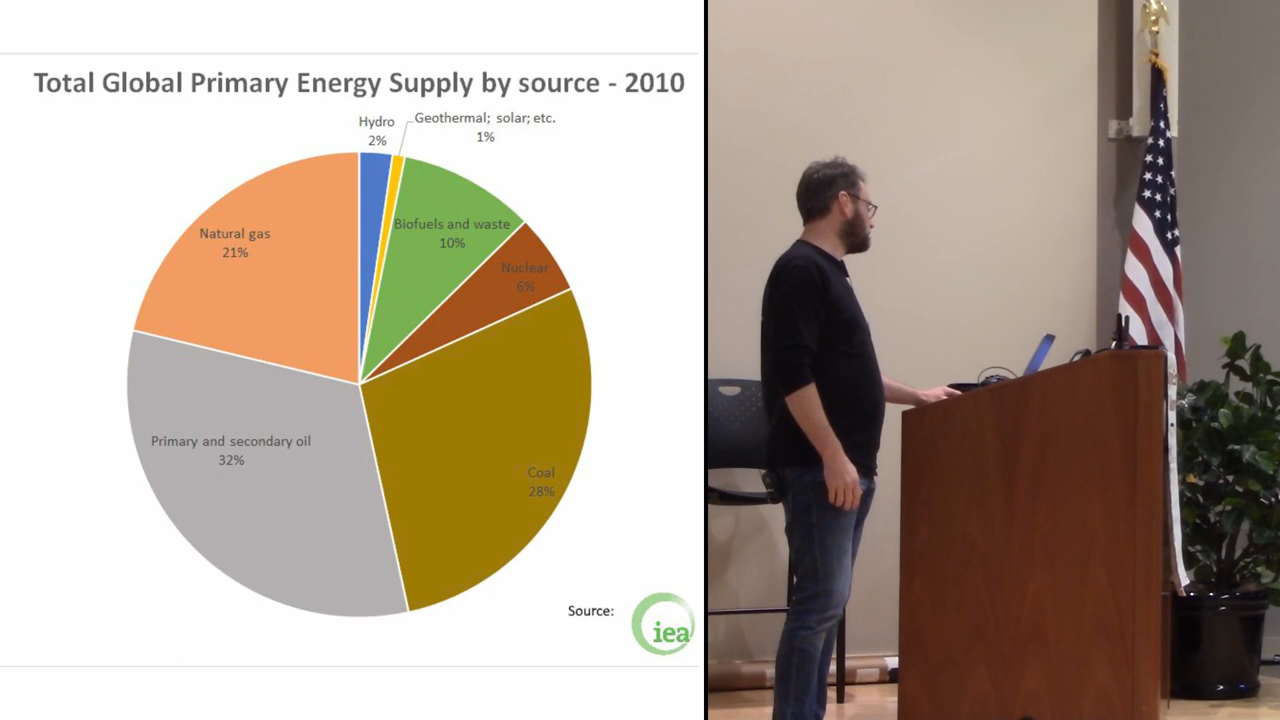 Total Global Primary Energy Supply by source - 2010
Hydro
2%
Geothermal; solar; etc.
1%
Biofuels and waste
10%
Nuclear
6%
Natural gas
21%
Primary and secondary oil
32%
Coal
28%
Source:
iea